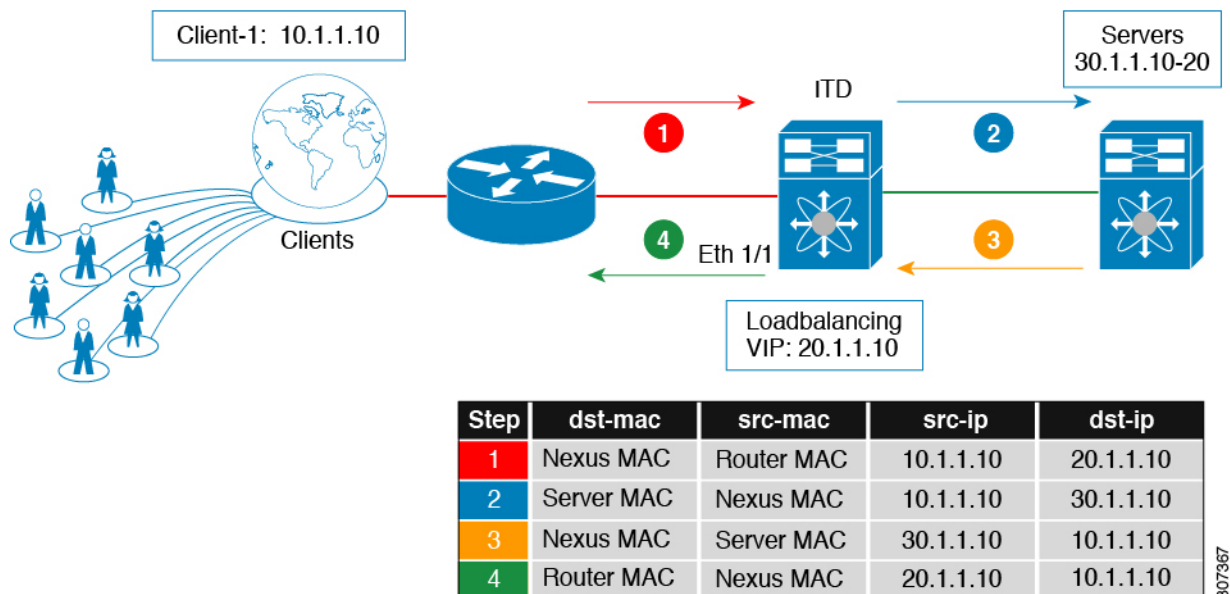 Client-1: 10.1.1.10
Servers
30.1.1.10-20
ITD
1
2
Clients
4
Eth 1/1
3
Loadbalancing
VIP: 20.1.1.10
Step dst-mac src-mac src-ip dst-ip
1 Nexus MAC Router MAC 10.1.1.10 20.1.1.10
2 Server MAC Nexus MAC 10.1.1.10 30.1.1.10
3 Nexus MAC Server MAC 30.1.1.10 10.1.1.10
4 Router MAC Nexus MAC 20.1.1.10 10.1.1.10
307367